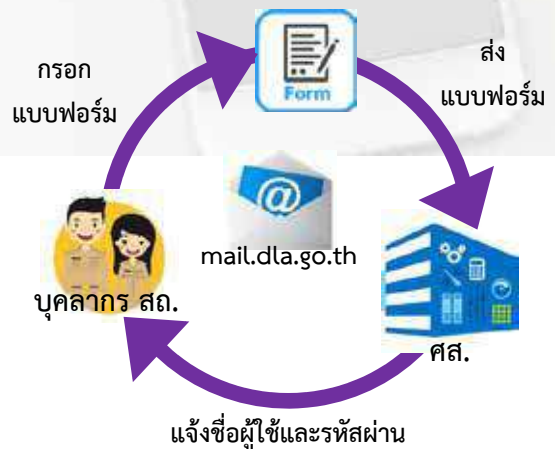 กรอก
แบบฟอร์ม
Form
ส่ง
แบบฟอร์ม
@
mail.dla.go.th
บุคลากร สถ.
ศส.
แจ้งชื่อผู้ใช้และรหัสผ่าน